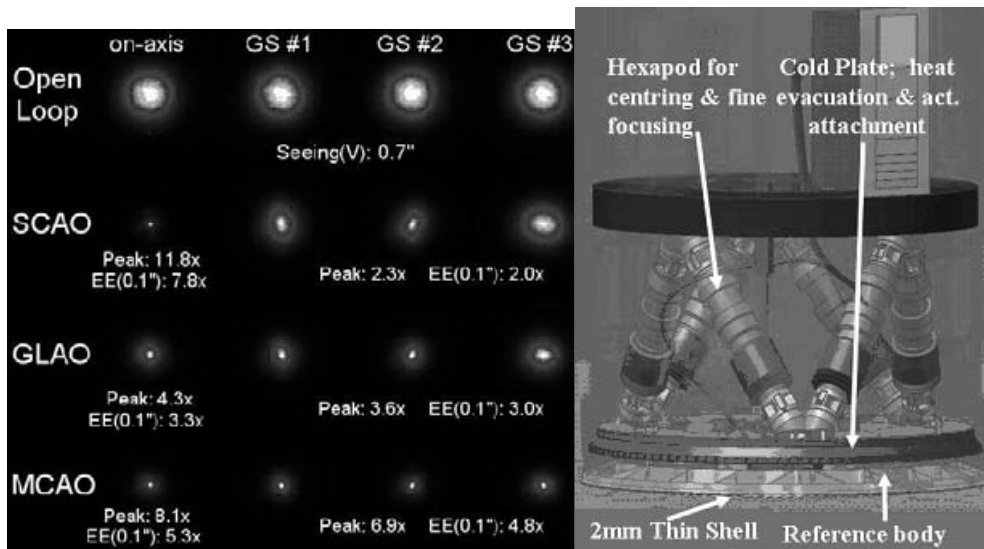 on-axis GS #1 GS #2 GS #3
Open
Loop
Seeing(V): 0.7"
SCAO
Peak: 11.8x
EE(0.1"): 7.8x
Peak: 2.3x EE(0.1"): 2.0x
GLAO
Peak: 4.3x
EE(0.1"): 3.3x
Peak: 3.6x EE(0.1"): 3.0x
MCAO
Peak: 8.1x
EE(0.1"): 5.3x
Peak: 6.9x EE(0.1"): 4.8x
Hexapod for
centring & fine
focusing
Cold Plate; heat
evacuation & act.
attachment
2mm Thin Shell
Reference body